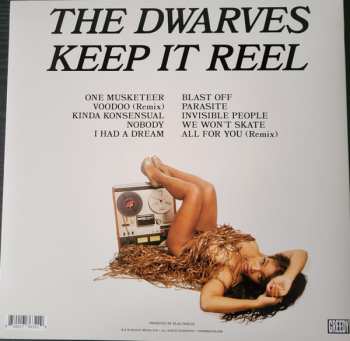 THE DWARVES
KEEP IT REEL
ONE MUSKETEER
VOODOO (Remix)
KINDA KONSENSUAL
NOBODY
I HAD A DREAM
BLAST OFF
PARASITE
INVISIBLE PEOPLE
WE WON'T SKATE
ALL FOR YOU (Remix)
GREEDY